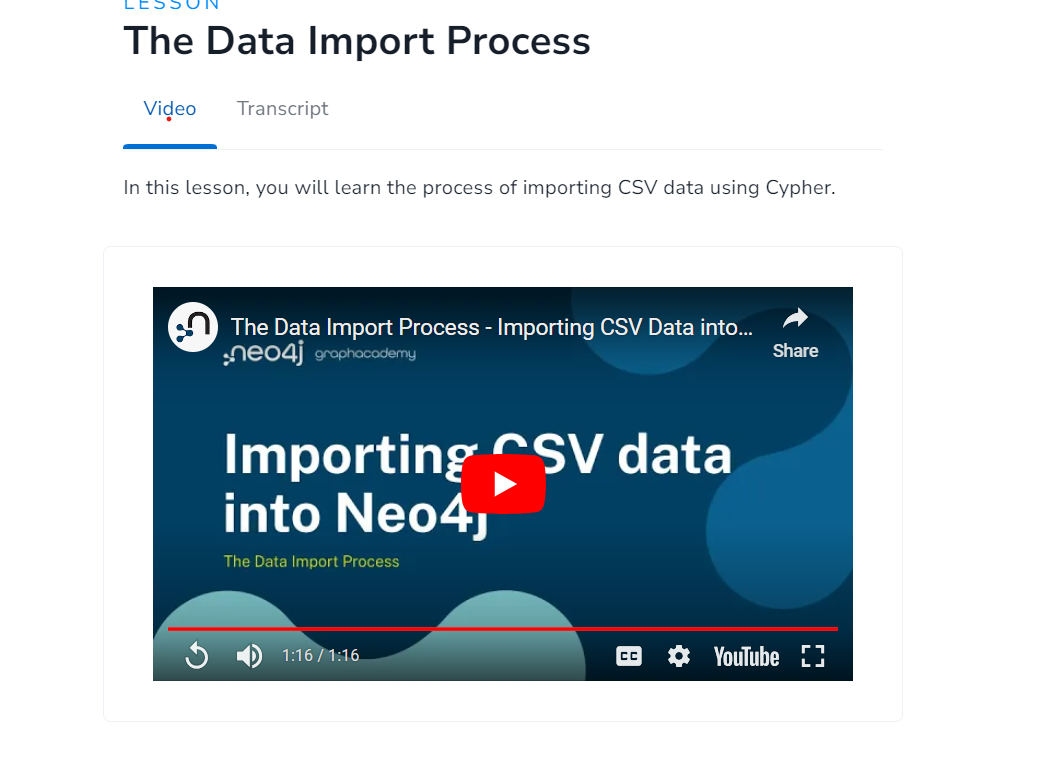 LESSON
The Data Import Process
Video
Transcript
In this lesson, you will learn the process of importing CSV data using Cypher.
The Data Import Process - Importing CSV Data into...
Share
neo4j graphacademy
Importing CSV data
into Neo4j
The Data Import Process
1:16 / 1:16
CC
YouTube